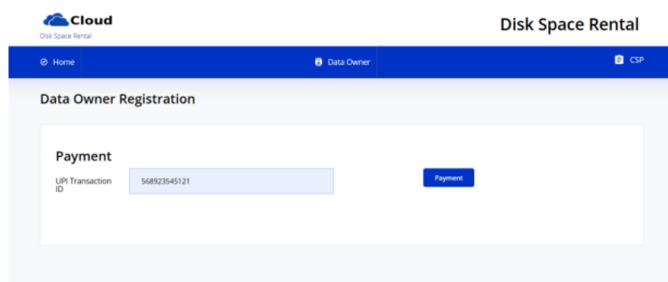 Cloud
Disk Space Rental
Disk Space Rental
Home
Data Owner
CSP
Data Owner Registration
Payment
UPI Transaction
ID
568923545121
Payment